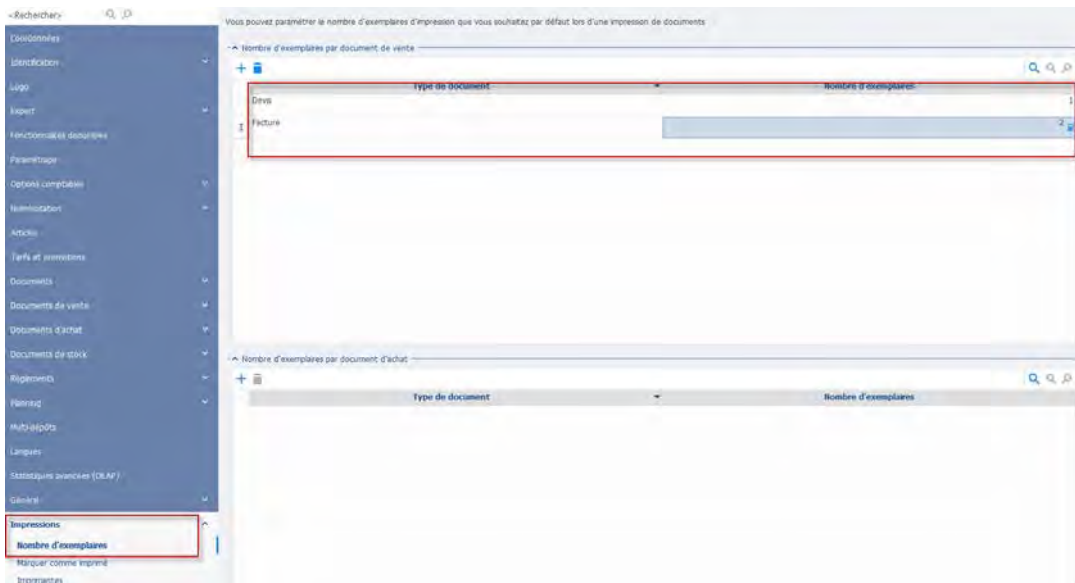 <Rechercher>
Vous pouvez paramétrer le nombre d'exemplaires d'impression que vous souhaitez par défaut lors d'une impression de documents
Coordonnées
Identification
Logo
Expert
Fonctionnalités disponibles
Paramétrage
Options comptables
Numérotation
Articles
Tarifs et promotions
Documents
Documents de vente
Documents d'achat
Documents de stock
Règlements
Planning
Multi-dépôts
Langues
Statistiques avancées (OLAP)
Général
Impressions
Nombre d'exemplaires
Marquer comme imprimé
Imprimantes
Nombre d'exemplaires par document de vente
Type de document Nombre d'exemplaires
Devis 1
Facture 2
Nombre d'exemplaires par document d'achat
Type de document Nombre d'exemplaires